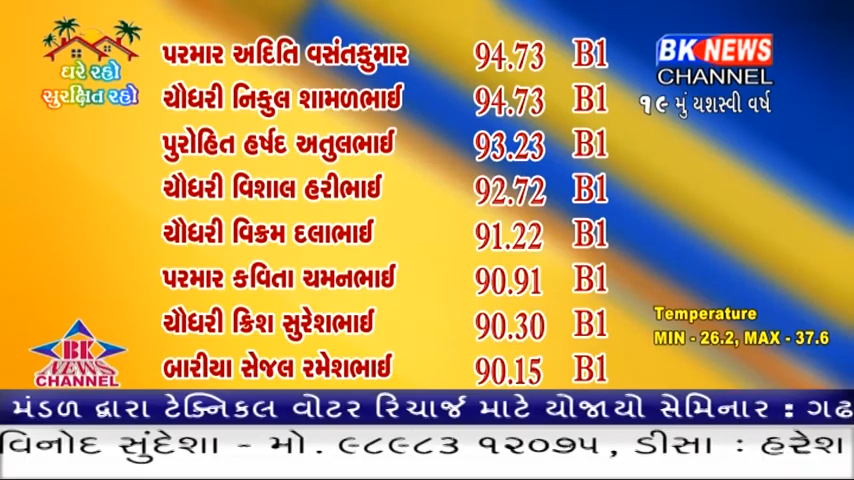 ઘરે રહો
સુરક્ષિત રહો
પરમાર અદિતિ વસંતકુમાર 94.73 B1
ચૌધરી નિકુલ શામળભાઈ 94.73 B1
પુરોહિત હર્ષદ અતુલભાઈ 93.23 B1
ચૌધરી વિશાલ હરીભાઈ 92.72 B1
ચૌધરી વિક્રમ દલાભાઈ 91.22 B1
પરમાર કવિતા ચમનભાઈ 90.91 B1
ચૌધરી ક્રિશ સુરેશભાઈ 90.30 B1
બારીયા સેજલ રમેશભાઈ 90.15 B1
BK NEWS
CHANNEL
૧૯ મું યશસ્વી વર્ષ
Temperature
MIN - 26.2, MAX - 37.6
BK
NEWS
CHANNEL
મંડળ દ્વારા ટેક્નિકલ વોટર રિચાર્જ માટે યોજાયો સેમિનાર : ગઢ
વિનોદ સુંદેશા - મો. ૯૮૯૮૩ ૧૨૦૭૫, ડીસા : હરેશ